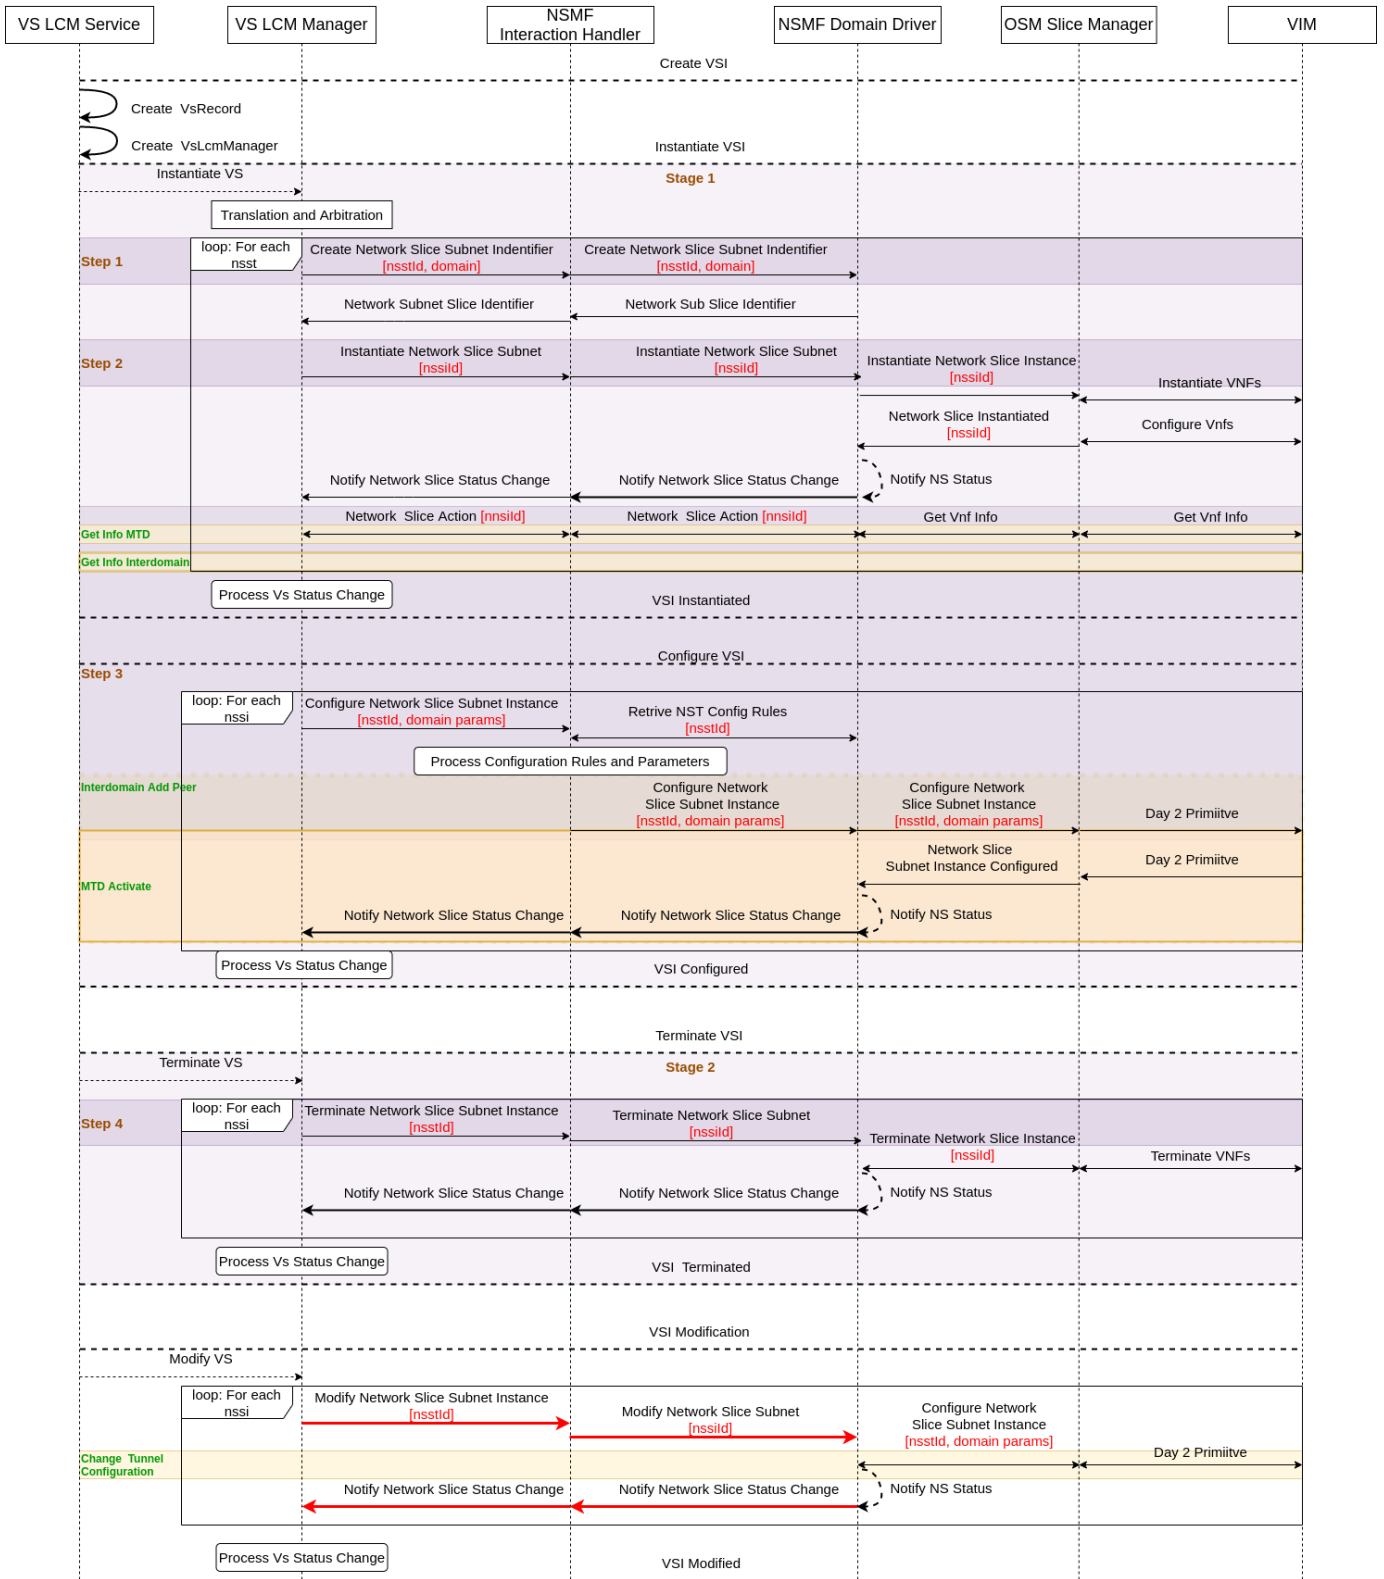 VS LCM Service
VS LCM Manager
NSMF
Interaction Handler
NSMF Domain Driver
OSM Slice Manager
VIM
Create VSI
Create  VsRecord
Create  VsLcmManager
Instantiate VSI
Instantiate VS
Stage 1
Translation and Arbitration
Step 1
loop: For each
nsst
Create Network Slice Subnet Indentifier
[nsstId, domain]
Create Network Slice Subnet Indentifier
[nsstId, domain]
Network Subnet Slice Identifier
Network Sub Slice Identifier
Step 2
Instantiate Network Slice Subnet
[nssiId]
Instantiate Network Slice Subnet
[nssiId]
Instantiate Network Slice Instance
[nssiId]
Instantiate VNFs
Network Slice Instantiated
[nssiId]
Configure Vnfs
Notify Network Slice Status Change
Notify Network Slice Status Change
Notify NS Status
Network  Slice Action [nnsiId]
Network  Slice Action [nnsiId]
Get Vnf Info
Get Vnf Info
Get Info MTD
Get Info Interdomain
Process Vs Status Change
VSI Instantiated
Configure VSI
Step 3
loop: For each
nssi
Configure Network Slice Subnet Instance
[nsstId, domain params]
Retrive NST Config Rules
[nsstId]
Process Configuration Rules and Parameters
Interdomain Add Peer
Configure Network
Slice Subnet Instance
[nsstId, domain params]
Configure Network
Slice Subnet Instance
[nsstId, domain params]
Day 2 Primiitve
Network Slice
Subnet Instance Configured
Day 2 Primiitve
MTD Activate
Notify Network Slice Status Change
Notify Network Slice Status Change
Notify NS Status
Process Vs Status Change
VSI Configured
Terminate VSI
Terminate VS
Stage 2
Step 4
loop: For each
nssi
Terminate Network Slice Subnet Instance
[nsstId]
Terminate Network Slice Subnet
[nssiId]
Terminate Network Slice Instance
[nssiId]
Terminate VNFs
Notify Network Slice Status Change
Notify Network Slice Status Change
Notify NS Status
Process Vs Status Change
VSI  Terminated
VSI Modification
Modify VS
loop: For each
nssi
Modify Network Slice Subnet Instance
[nsstId]
Modify Network Slice Subnet
[nssiId]
Configure Network
Slice Subnet Instance
[nsstId, domain params]
Day 2 Primiitve
Change  Tunnel
Configuration
Notify Network Slice Status Change
Notify Network Slice Status Change
Notify NS Status
Process Vs Status Change
VSI Modified